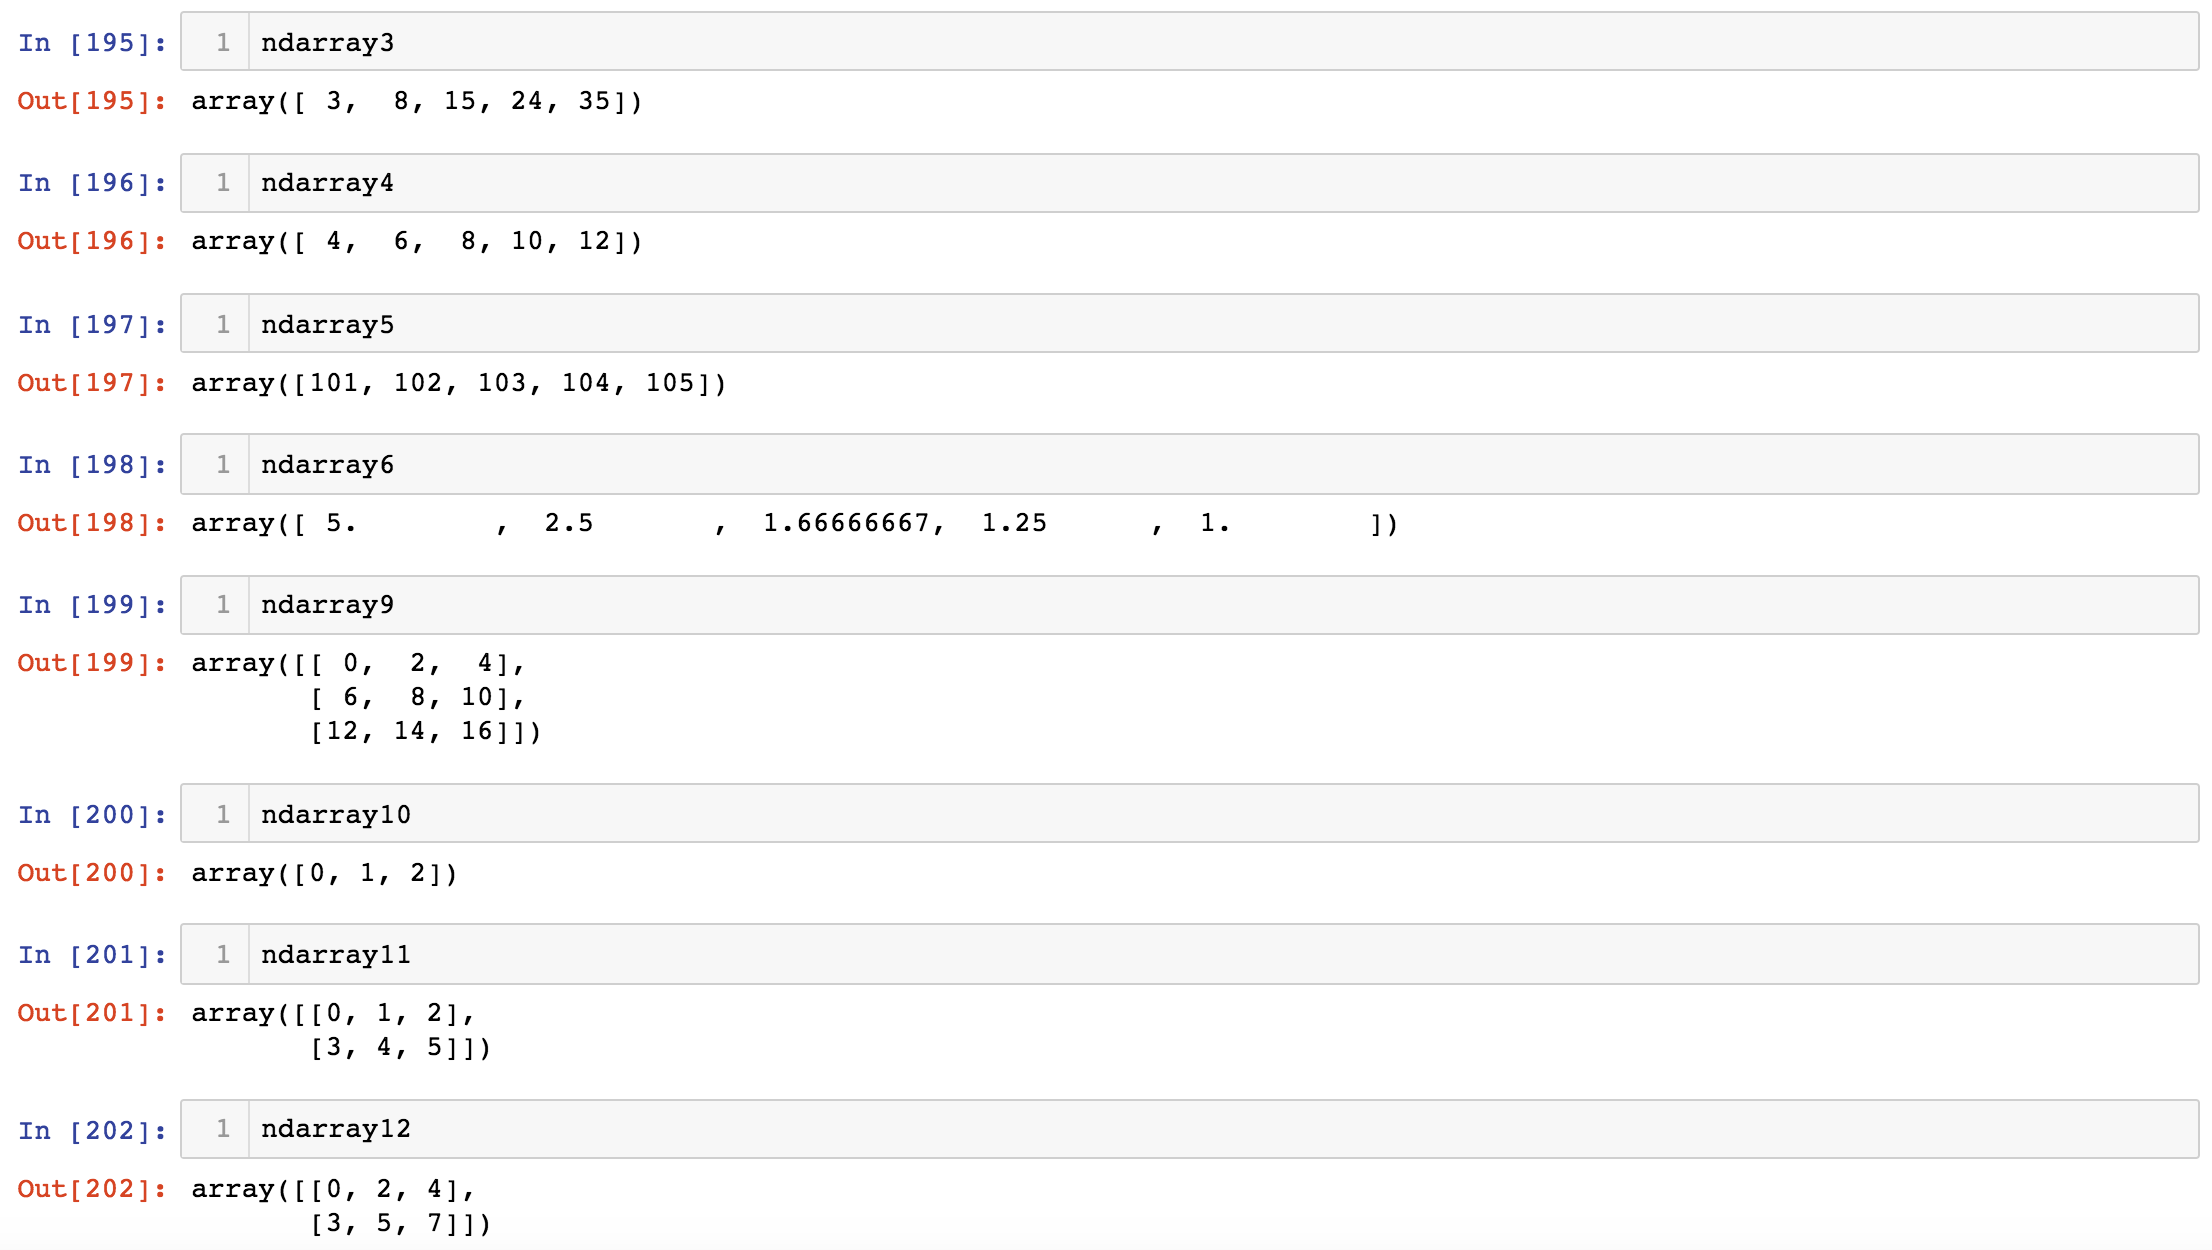 In [195]: 1 ndarray3
Out[195]: array([ 3,  8, 15, 24, 35])
In [196]: 1 ndarray4
Out[196]: array([ 4,  6,  8, 10, 12])
In [197]: 1 ndarray5
Out[197]: array([101, 102, 103, 104, 105])
In [198]: 1 ndarray6
Out[198]: array([ 5.        ,  2.5       ,  1.66666667,  1.25      ,  1.        ])
In [199]: 1 ndarray9
Out[199]: array([[ 0,  2,  4],
       [ 6,  8, 10],
       [12, 14, 16]])
In [200]: 1 ndarray10
Out[200]: array([0, 1, 2])
In [201]: 1 ndarray11
Out[201]: array([[0, 1, 2],
       [3, 4, 5]])
In [202]: 1 ndarray12
Out[202]: array([[0, 2, 4],
       [3, 5, 7]])